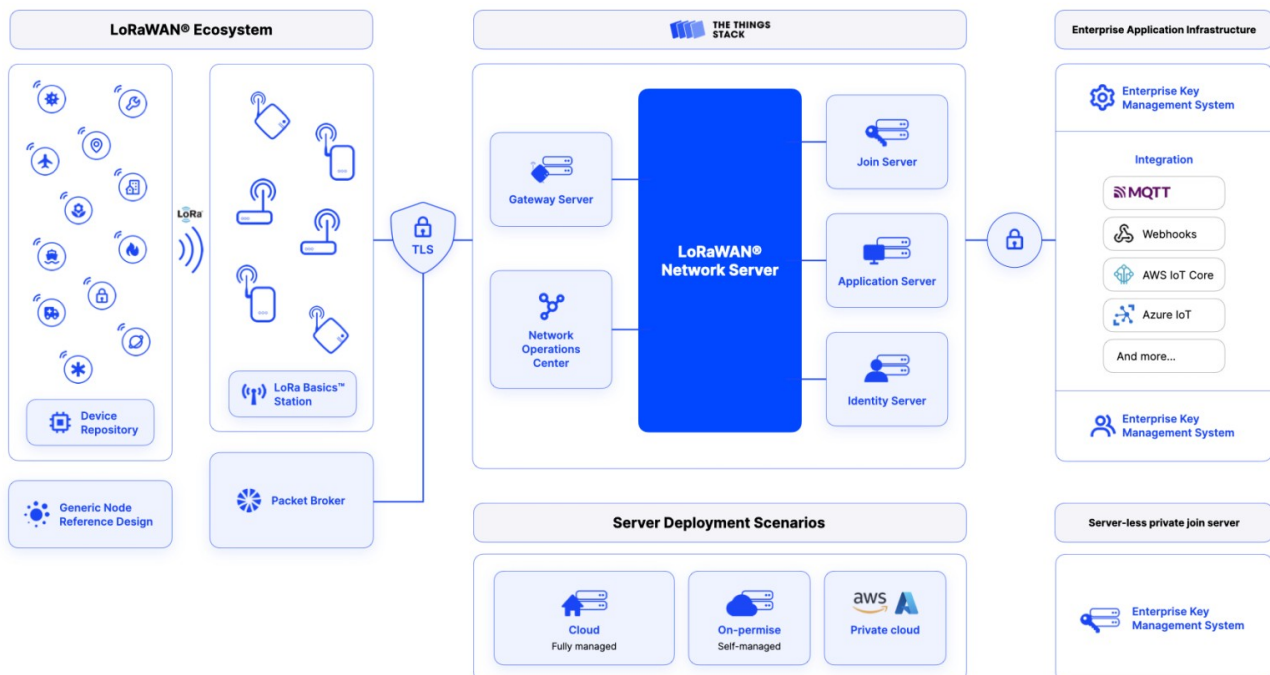 LoRaWAN® Ecosystem
THE THINGS
STACK
Enterprise Application Infrastructure
LoRa
Device
Repository
LoRa Basics™
Station
Generic Node
Reference Design
Packet Broker
TLS
Gateway Server
Network
Operations
Center
LoRaWAN®
Network Server
Join Server
Application Server
Identity Server
Enterprise Key
Management System
Integration
MQTT
Webhooks
AWS IoT Core
Azure IoT
And more...
Enterprise Key
Management System
Server Deployment Scenarios
Cloud
Fully managed
On-permise
Self-managed
aws
Private cloud
Server-less private join server
Enterprise Key
Management System